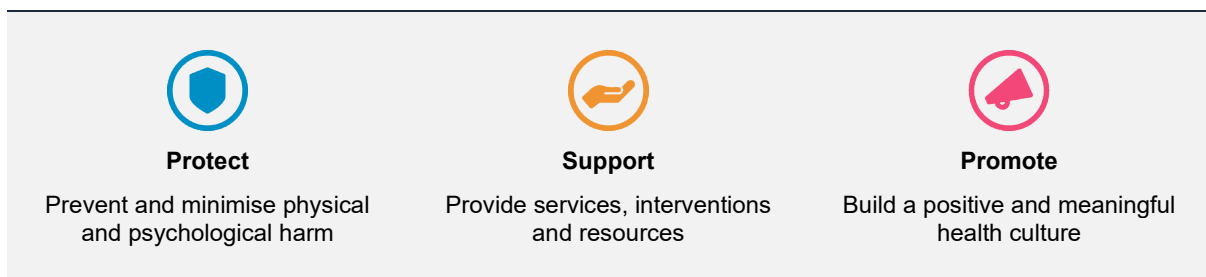 Protect
Prevent and minimise physical
and psychological harm
Support
Provide services, interventions
and resources
Promote
Build a positive and meaningful
health culture